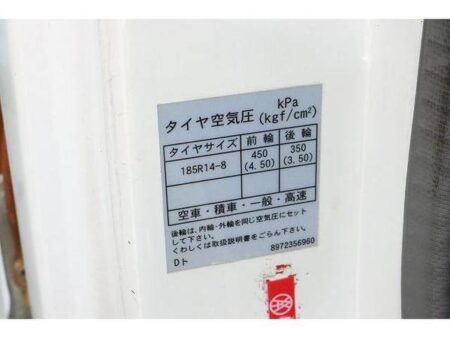 タイヤ空気圧 kPa (kgf/cm²)
タイヤサイズ 前輪 後輪
185R14-8 450 (4.50) 350 (3.50)
空車・積車・一般・高速
後輪は、内輪・外輪を同じ空気圧にセット
して下さい。
くわしくは取扱説明書をごらん下さい。
Dト 8972356960